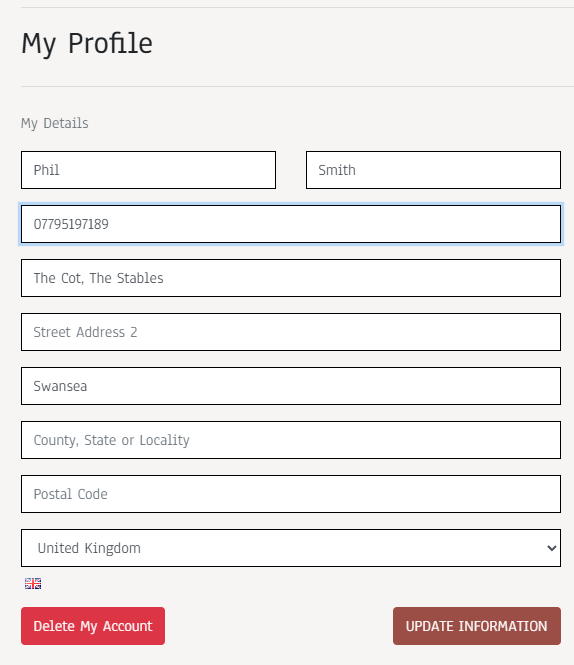 My Profile
My Details
Phil Smith
07795197189
The Cot, The Stables
Street Address 2
Swansea
County, State or Locality
Postal Code
United Kingdom
Delete My Account UPDATE INFORMATION